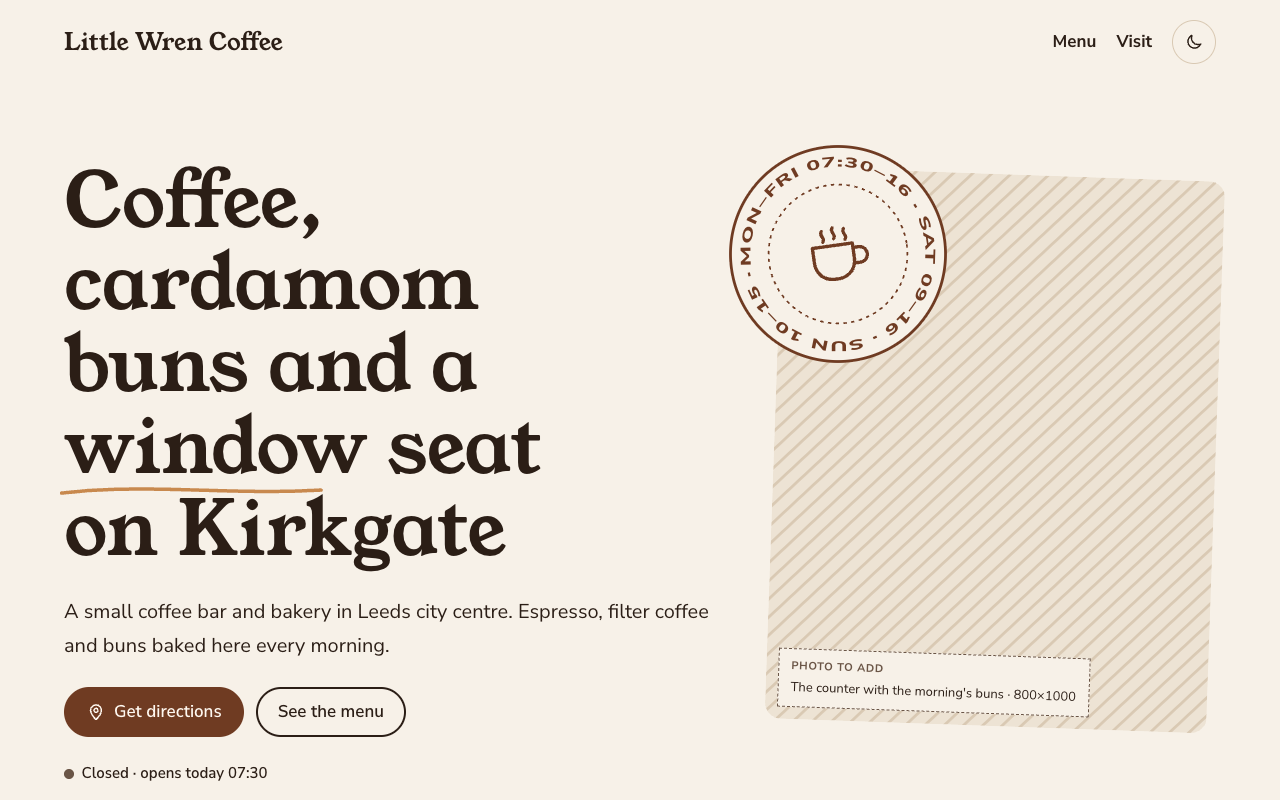 Little Wren Coffee
Menu
Visit
Coffee,
cardamom
buns and a
window seat
on Kirkgate
A small coffee bar and bakery in Leeds city centre. Espresso, filter coffee
and buns baked here every morning.
Get directions
See the menu
Closed · opens today 07:30
MON–FRI 07:30–16 · SAT 09–16 · SUN 10–15 ·
PHOTO TO ADD
The counter with the morning's buns · 800×1000